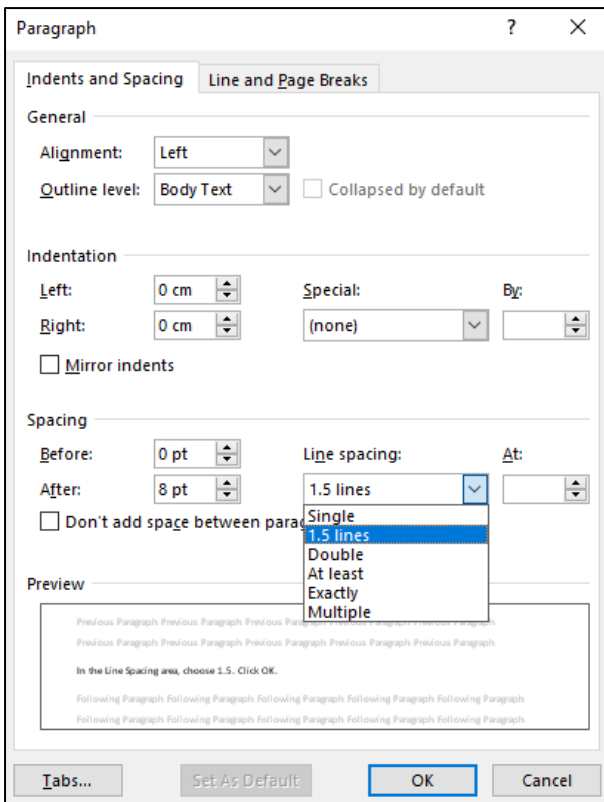 Paragraph ? ×
Indents and Spacing Line and Page Breaks
General
Alignment: Left
Outline level: Body Text Collapsed by default
Indentation
Left: 0 cm Special: By:
Right: 0 cm (none)
Mirror indents
Spacing
Before: 0 pt Line spacing: At:
After: 8 pt 1.5 lines
Don't add space between para
Single
1.5 lines
Double
At least
Exactly
Multiple
Preview
Previous Paragraph Previous Paragraph Previous Paragraph
Previous Paragraph Previous Paragraph Previous Paragraph Previous Paragraph Previous Paragraph
In the Line Spacing area, choose 1.5. Click OK.
Following Paragraph Following Paragraph Following Paragraph Following Paragraph Following Paragraph
Following Paragraph Following Paragraph Following Paragraph Following Paragraph Following Paragraph
Tabs... Set As Default OK Cancel